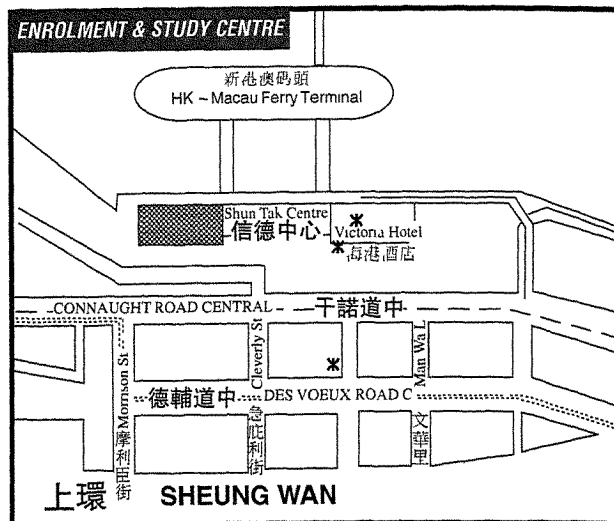 ENROLMENT & STUDY CENTRE
新港澳碼頭
HK ~ Macau Ferry Terminal
Shun Tak Centre
信德中心
Victoria Hotel
海港酒店
CONNAUGHT ROAD CENTRAL
干諾道中
Morrison St
摩利臣街
Cleverly St
急庇利街
Man Wa L
文華里
德輔道中
DES VOEUX ROAD C
上環
SHEUNG WAN